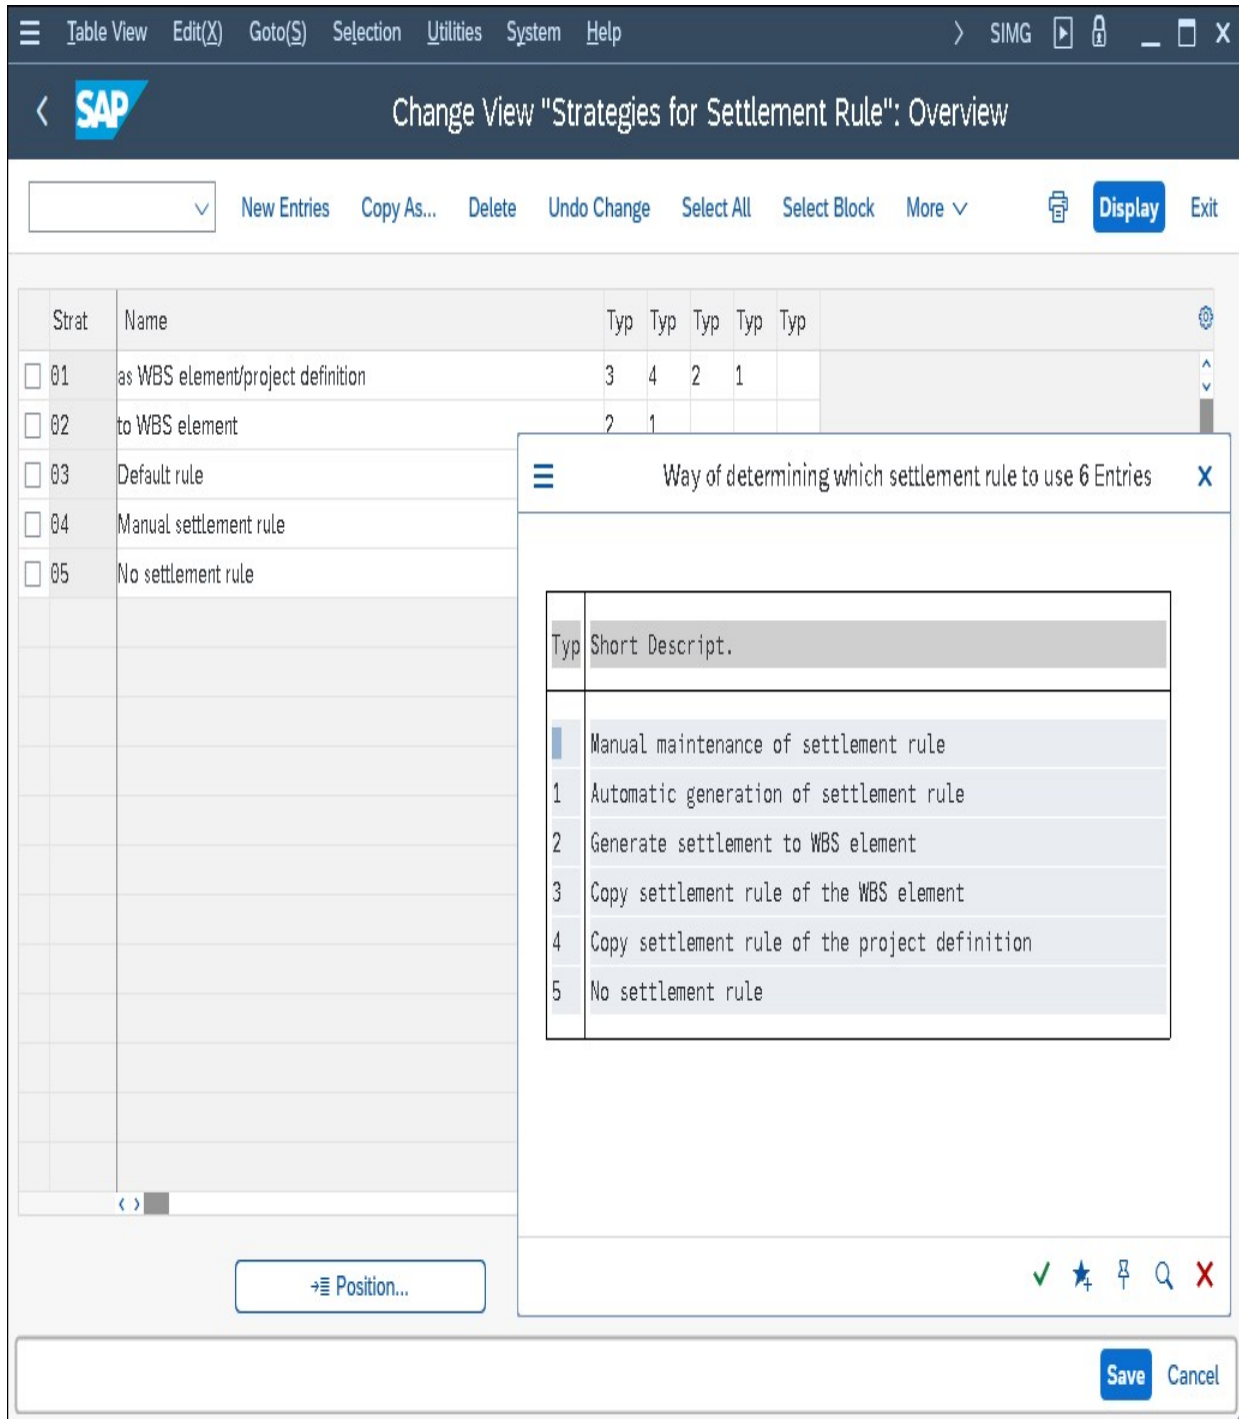 Table View Edit(X) Goto(S) Selection Utilities System Help SIMG
SAP Change View "Strategies for Settlement Rule": Overview
New Entries Copy As... Delete Undo Change Select All Select Block More Display Exit
Strat Name Typ Typ Typ Typ Typ
01 as WBS element/project definition 3 4 2 1
02 to WBS element 2 1
03 Default rule
04 Manual settlement rule
05 No settlement rule
Way of determining which settlement rule to use 6 Entries
Typ Short Descript.
Manual maintenance of settlement rule
1 Automatic generation of settlement rule
2 Generate settlement to WBS element
3 Copy settlement rule of the WBS element
4 Copy settlement rule of the project definition
5 No settlement rule
Position...
Save Cancel